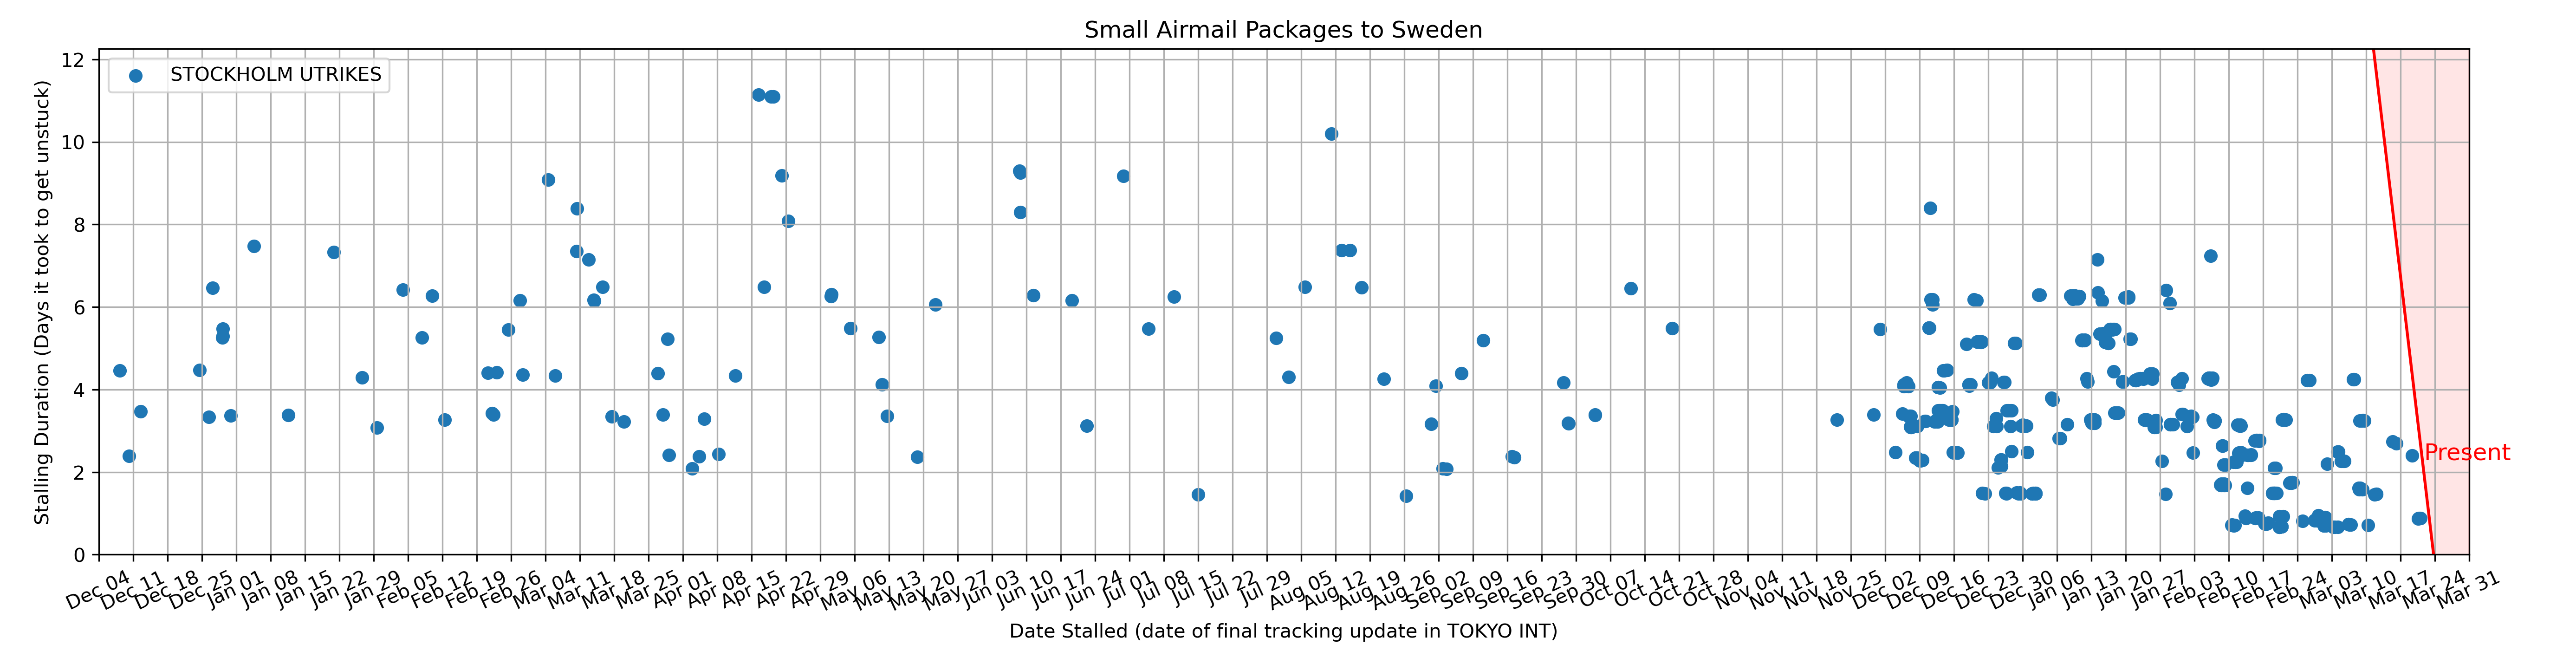 Small Airmail Packages to Sweden
STOCKHOLM UTRIKES
Stalling Duration (Days it took to get unstuck)
12
10
8
6
4
2
0
Present
Dec 04 Dec 11 Dec 18 Dec 25 Jan 01 Jan 08 Jan 15 Jan 22 Jan 29 Feb 05 Feb 12 Feb 19 Feb 26 Mar 04 Mar 11 Mar 18 Mar 25 Apr 01 Apr 08 Apr 15 Apr 22 Apr 29 May 06 May 13 May 20 May 27 Jun 03 Jun 10 Jun 17 Jun 24 Jul 01 Jul 08 Jul 15 Jul 22 Jul 29 Aug 05 Aug 12 Aug 19 Aug 26 Sep 02 Sep 09 Sep 16 Sep 23 Sep 30 Oct 07 Oct 14 Oct 21 Oct 28 Nov 04 Nov 11 Nov 18 Nov 25 Dec 02 Dec 09 Dec 16 Dec 23 Dec 30 Jan 06 Jan 13 Jan 20 Jan 27 Feb 03 Feb 10 Feb 17 Feb 24 Mar 03 Mar 10 Mar 17 Mar 24 Mar 31
Date Stalled (date of final tracking update in TOKYO INT)